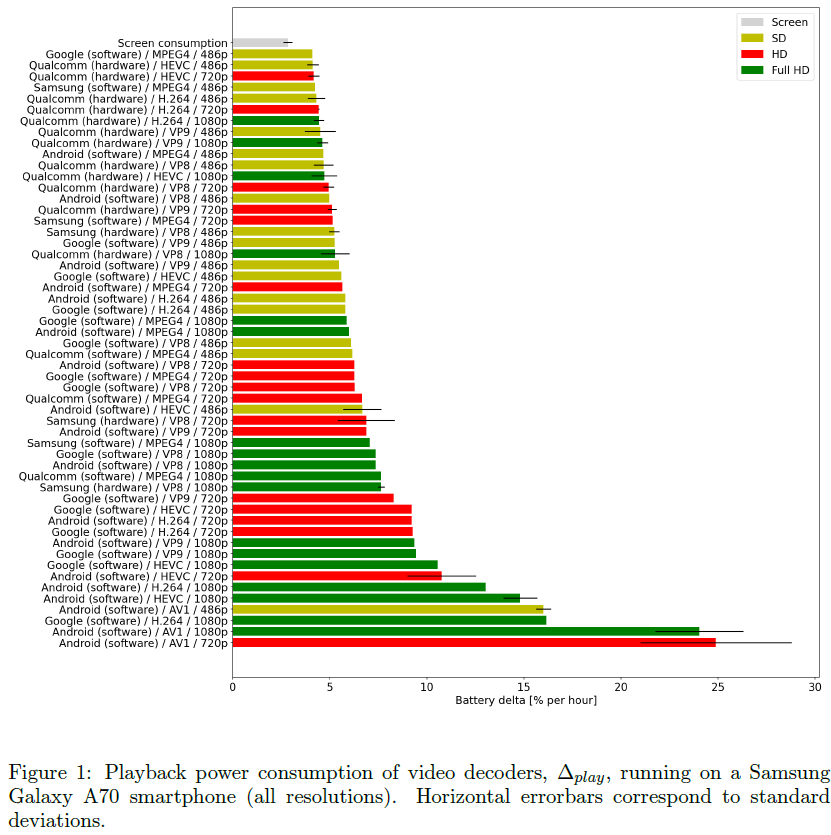 Screen
SD
HD
Full HD
Screen consumption
Google (software) / MPEG4 / 486p
Qualcomm (hardware) / HEVC / 486p
Qualcomm (hardware) / HEVC / 720p
Samsung (software) / MPEG4 / 486p
Qualcomm (hardware) / H.264 / 486p
Qualcomm (hardware) / H.264 / 720p
Qualcomm (hardware) / H.264 / 1080p
Qualcomm (hardware) / VP9 / 486p
Qualcomm (hardware) / VP9 / 1080p
Android (software) / MPEG4 / 486p
Qualcomm (hardware) / VP8 / 486p
Qualcomm (hardware) / HEVC / 1080p
Qualcomm (hardware) / VP8 / 720p
Android (software) / VP8 / 486p
Qualcomm (hardware) / VP9 / 720p
Samsung (software) / MPEG4 / 720p
Samsung (hardware) / VP8 / 486p
Google (software) / VP9 / 486p
Qualcomm (hardware) / VP8 / 1080p
Android (software) / VP9 / 486p
Google (software) / HEVC / 486p
Android (software) / MPEG4 / 720p
Android (software) / H.264 / 486p
Google (software) / H.264 / 486p
Google (software) / MPEG4 / 1080p
Android (software) / MPEG4 / 1080p
Google (software) / VP8 / 486p
Qualcomm (software) / MPEG4 / 486p
Android (software) / VP8 / 720p
Google (software) / MPEG4 / 720p
Google (software) / VP8 / 720p
Qualcomm (software) / MPEG4 / 720p
Android (software) / HEVC / 486p
Samsung (hardware) / VP8 / 720p
Android (software) / VP9 / 720p
Samsung (software) / MPEG4 / 1080p
Google (software) / VP8 / 1080p
Android (software) / VP8 / 1080p
Qualcomm (software) / MPEG4 / 1080p
Samsung (hardware) / VP8 / 1080p
Google (software) / VP9 / 720p
Google (software) / HEVC / 720p
Android (software) / H.264 / 720p
Google (software) / H.264 / 720p
Android (software) / VP9 / 1080p
Google (software) / VP9 / 1080p
Google (software) / HEVC / 1080p
Android (software) / HEVC / 720p
Android (software) / H.264 / 1080p
Android (software) / HEVC / 1080p
Android (software) / AV1 / 486p
Google (software) / H.264 / 1080p
Android (software) / AV1 / 1080p
Android (software) / AV1 / 720p
0 5 10 15 20 25 30
Battery delta [% per hour]
Figure 1: Playback power consumption of video decoders, Δplay, running on a Samsung
Galaxy A70 smartphone (all resolutions). Horizontal errorbars correspond to standard
deviations.